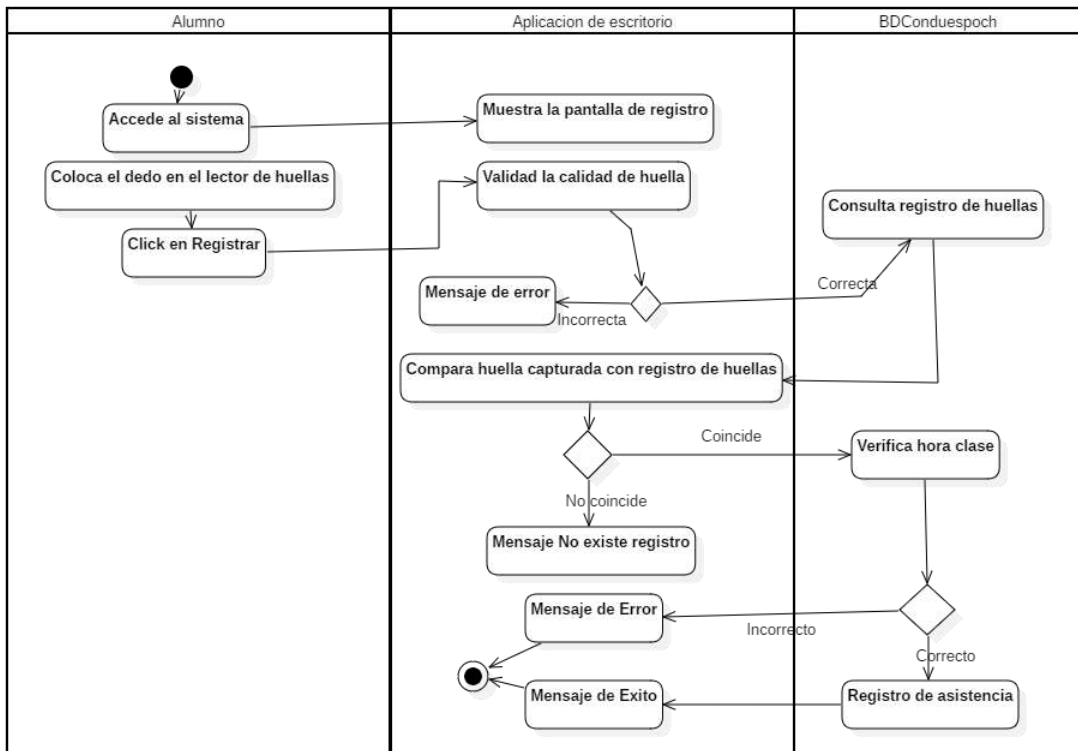 Alumno
Aplicacion de escritorio
BDConduespoch
Accede al sistema
Muestra la pantalla de registro
Coloca el dedo en el lector de huellas
Validad la calidad de huella
Consulta registro de huellas
Click en Registrar
Correcta
Mensaje de error
Incorrecta
Compara huella capturada con registro de huellas
Coincide
Verifica hora clase
No coincide
Mensaje No existe registro
Mensaje de Error
Incorrecto
Correcto
Mensaje de Exito
Registro de asistencia